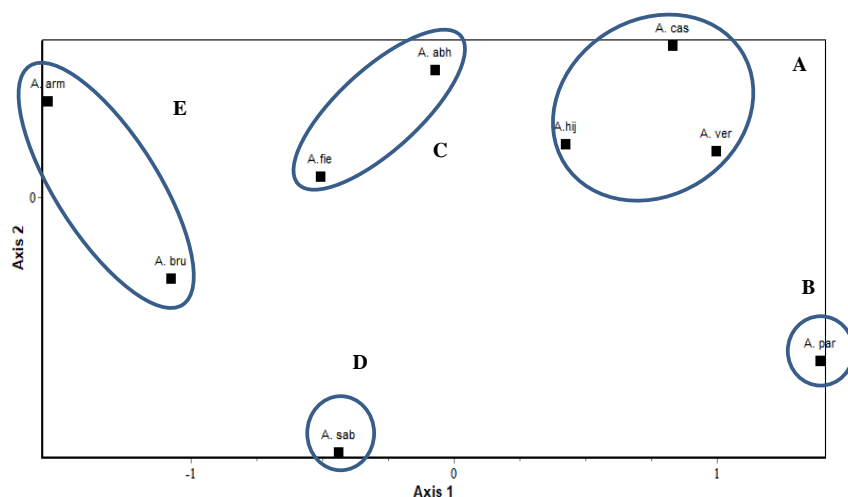 A. cas
A. abh
A
A. arm
E
A.hij
A. ver
C
A.fie
0
Axis 2
A. bru
B
A. par
D
A. sab
-1
0
1
Axis 1